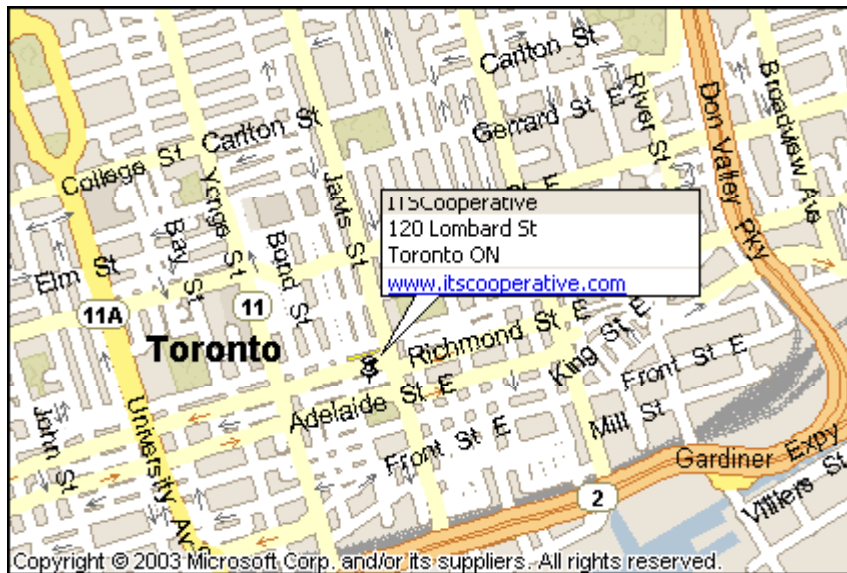 Carlton St
Gerrard St E
River St
Don Valley Pky
Broadview Ave
College St
Carlton St
Yonge St
Jarvis St
Bay St
Bond St
Elm St
ITSCooperative
120 Lombard St
Toronto ON
www.itscooperative.com
11A
11
Toronto
Richmond St E
Adelaide St E
King St E
Front St E
Front St E
Mill St
John St
University Av
Gardiner Expy
2
Villiers St
Copyright © 2003 Microsoft Corp. and/or its suppliers. All rights reserved.